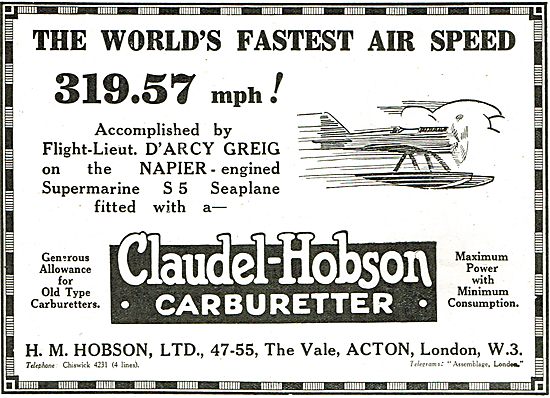 THE WORLD'S FASTEST AIR SPEED
319.57 mph!
Accomplished by
Flight-Lieut. D'ARCY GREIG
on the NAPIER-engined
Supermarine S 5 Seaplane
fitted with a—
Generous
Allowance
for
Old Type
Carburetters.
Claudel-Hobson
· CARBURETTER ·
Maximum
Power
with
Minimum
Consumption.
H. M. HOBSON, LTD., 47-55, The Vale, ACTON, London, W.3.
Telephone: Chiswick 4231 (4 lines).
Telegrams: "Assemblage, London."